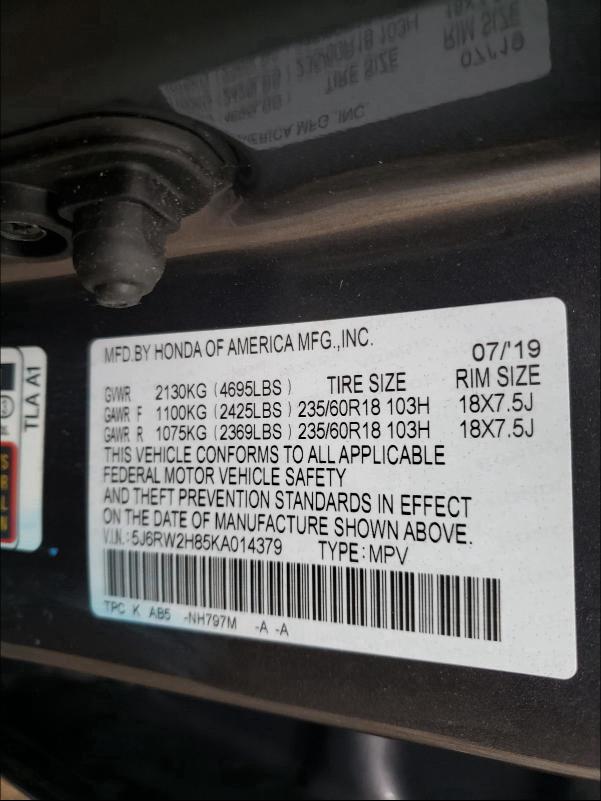 MFD.BY HONDA OF AMERICA MFG.,INC. 07/'19
GVWR 2130KG (4695LBS) TIRE SIZE RIM SIZE
GAWR F 1100KG (2425LBS) 235/60R18 103H 18X7.5J
GAWR R 1075KG (2369LBS) 235/60R18 103H 18X7.5J
THIS VEHICLE CONFORMS TO ALL APPLICABLE
FEDERAL MOTOR VEHICLE SAFETY
AND THEFT PREVENTION STANDARDS IN EFFECT
ON THE DATE OF MANUFACTURE SHOWN ABOVE.
V.I.N.:5J6RW2H85KA014379 TYPE:MPV
TPC K AB5 -NH797M -A -A
TLA A1
S
R
L
N